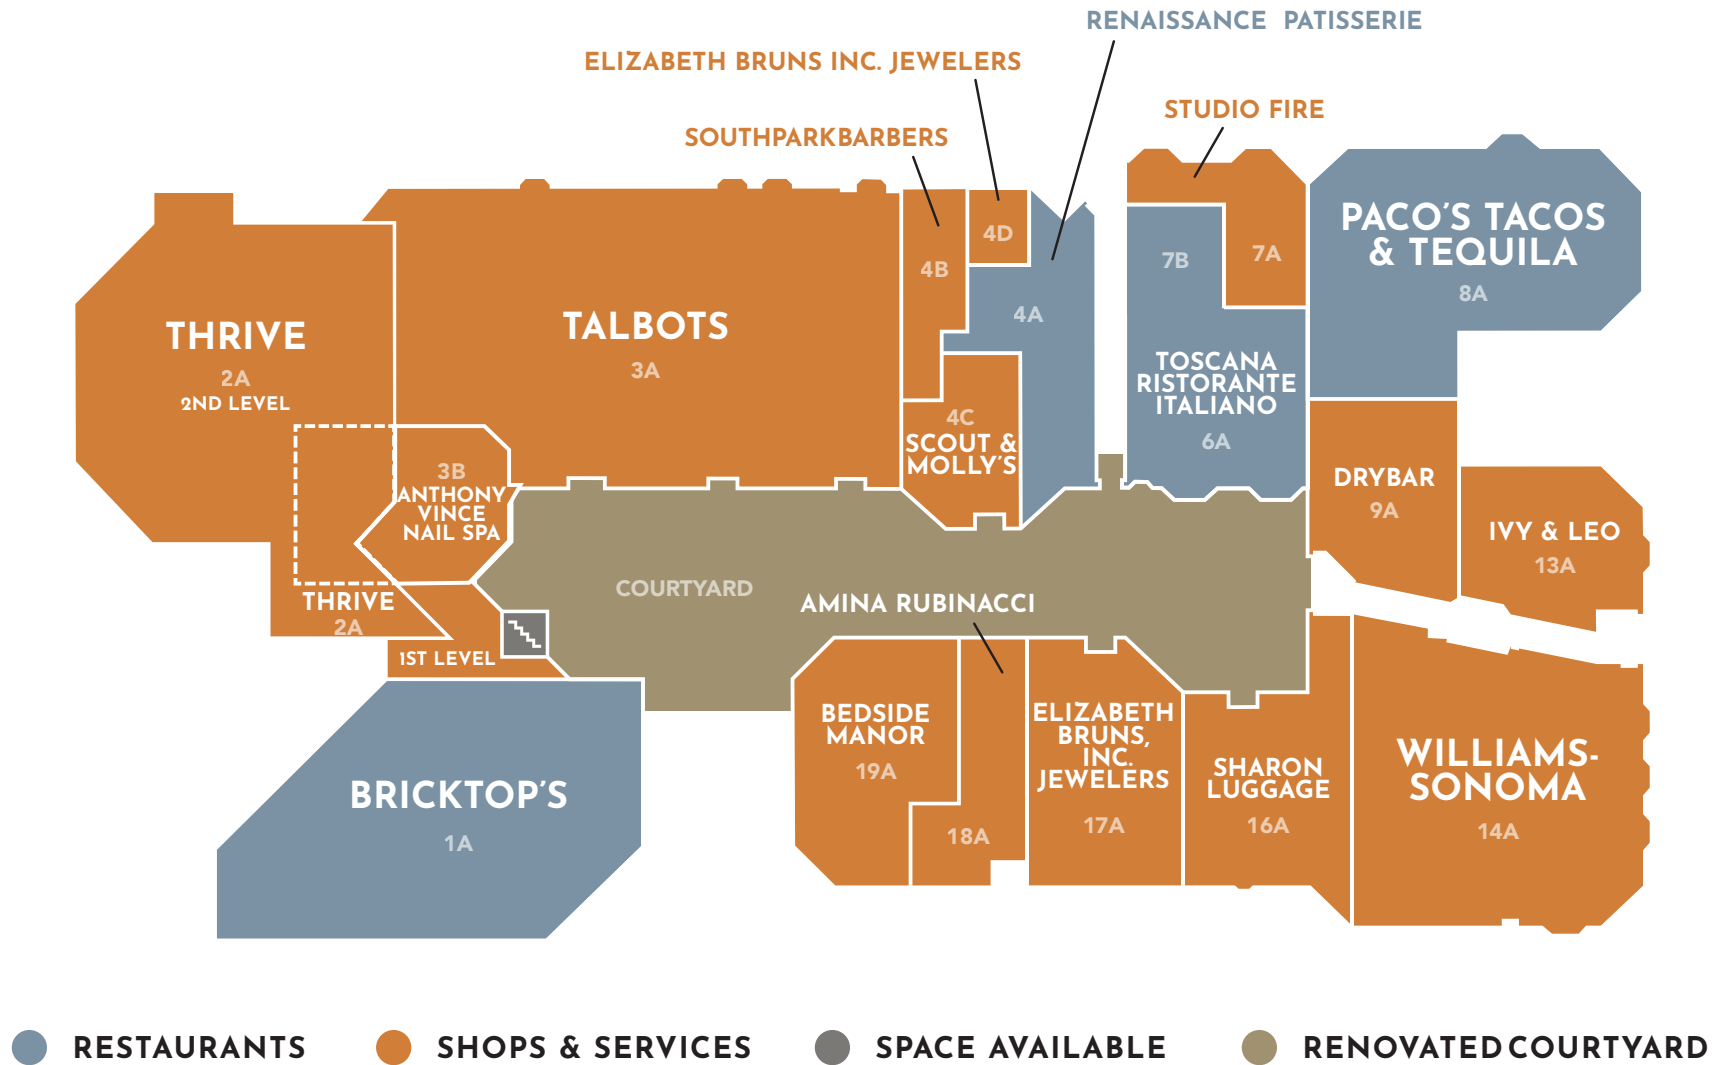 RENAISSANCE PATISSERIE
ELIZABETH BRUNS INC. JEWELERS
STUDIO FIRE
SOUTHPARKBARBERS
THRIVE
2A
2ND LEVEL
TALBOTS
3A
4B
4D
4A
7B
7A
PACO'S TACOS
& TEQUILA
8A
TOSCANA
RISTORANTE
ITALIANO
6A
4C
SCOUT &
MOLLY'S
3B
ANTHONY
VINCE
NAIL SPA
DRYBAR
9A
IVY & LEO
13A
COURTYARD
THRIVE
2A
1ST LEVEL
AMINA RUBINACCI
BRICKTOP'S
1A
BEDSIDE
MANOR
19A
18A
ELIZABETH
BRUNS,
INC.
JEWELERS
17A
SHARON
LUGGAGE
16A
WILLIAMS-
SONOMA
14A
RESTAURANTS
SHOPS & SERVICES
SPACE AVAILABLE
RENOVATED COURTYARD